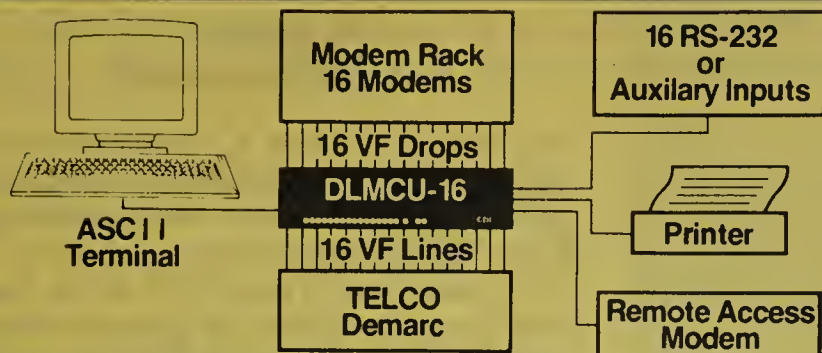 Modem Rack
16 Modems
16 RS-232
or
Auxilary Inputs
16 VF Drops
DLMCU-16
CDI
ASCII
Terminal
16 VF Lines
Printer
TELCO
Demarc
Remote Access
Modem